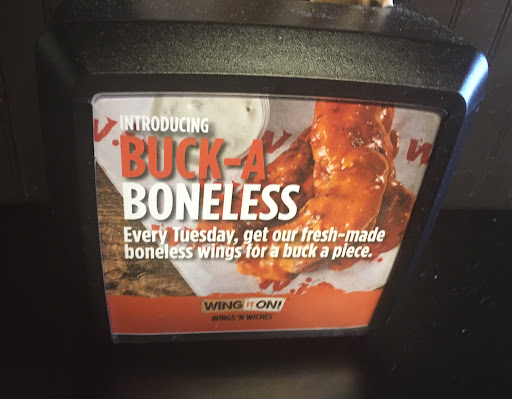 INTRODUCING
BUCK-A
BONELESS
Every Tuesday, get our fresh-made
boneless wings for a buck a piece.
WING IT ON!
WINGS 'N WICHES